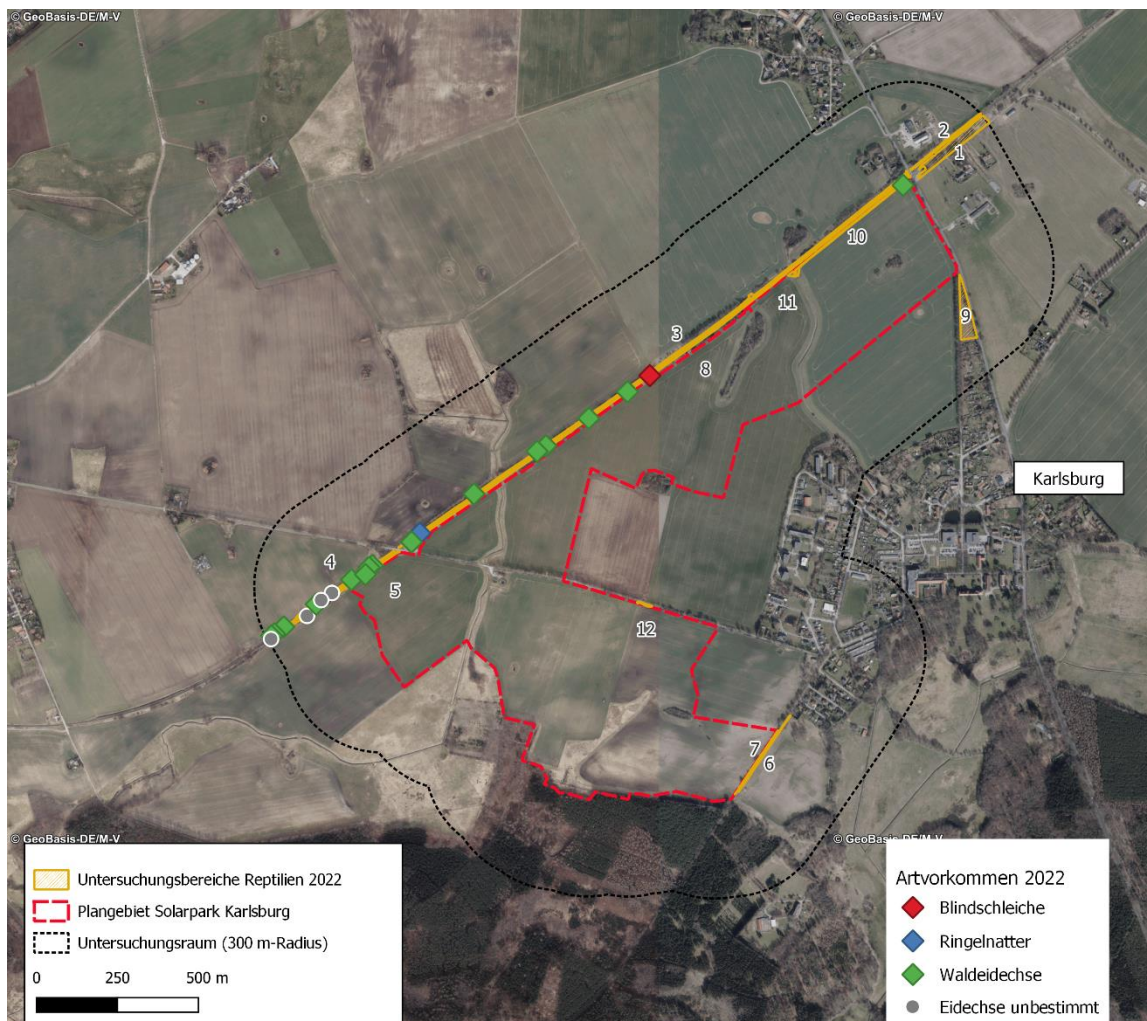 © GeoBasis-DE/M-V
© GeoBasis-DE/M-V
2
1
10
11
9
3
8
Karlsburg
4
5
12
7
6
© GeoBasis-DE/M-V
© GeoBasis-DE/M-V
Untersuchungsbereiche Reptilien 2022
Plangebiet Solarpark Karlsburg
Untersuchungsraum (300 m-Radius)
0 250 500 m
Artvorkommen 2022
Blindschleiche
Ringelnatter
Waldeidechse
Eidechse unbestimmt